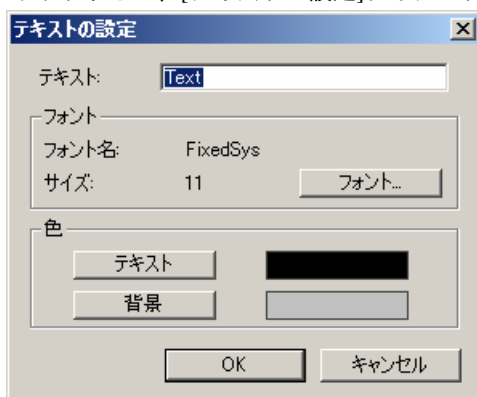 テキストの設定
テキスト: Text
フォント
フォント名: FixedSys
サイズ: 11 フォント...
色
テキスト
背景
OK キャンセル